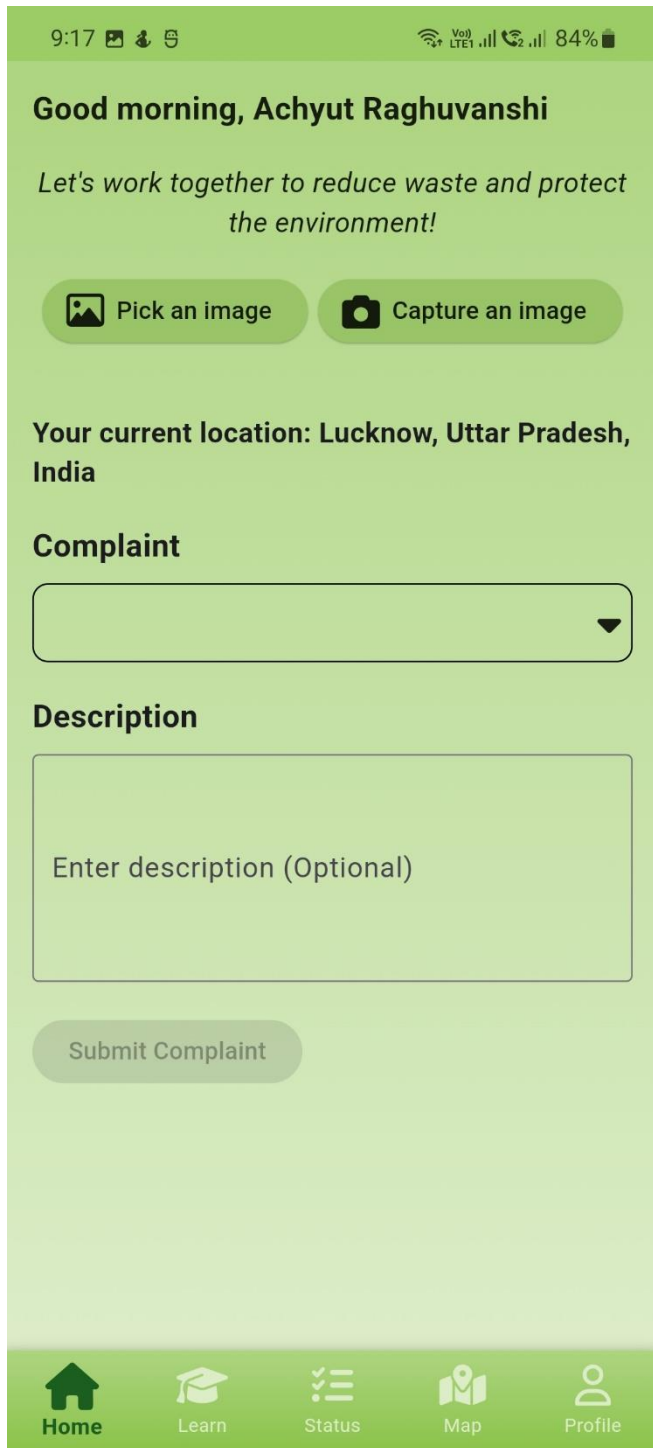 9:17 84%
Good morning, Achyut Raghuvanshi
Let's work together to reduce waste and protect
the environment!
Pick an image Capture an image
Your current location: Lucknow, Uttar Pradesh,
India
Complaint
Description
Enter description (Optional)
Submit Complaint
Home Learn Status Map Profile